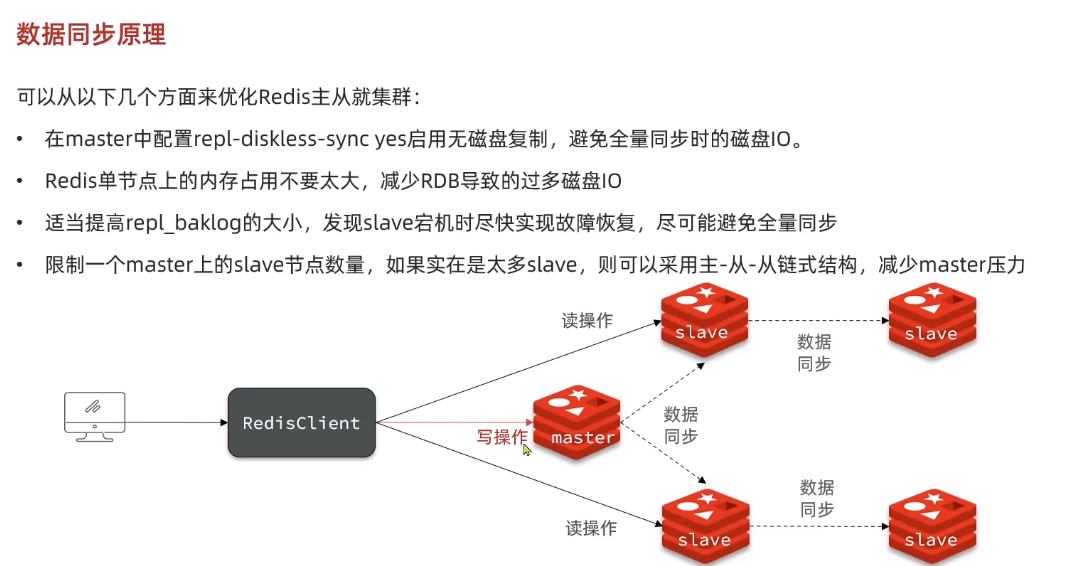 数据同步原理
可以从以下几个方面来优化Redis主从就集群：
• 在master中配置repl-diskless-sync yes启用无磁盘复制，避免全量同步时的磁盘IO。
• Redis单节点上的内存占用不要太大，减少RDB导致的过多磁盘IO
• 适当提高repl_baklog的大小，发现slave宕机时尽快实现故障恢复，尽可能避免全量同步
• 限制一个master上的slave节点数量，如果实在是太多slave，则可以采用主-从-从链式结构，减少master压力
读操作
slave
数据
同步
slave
RedisClient
写操作
master
数据
同步
读操作
slave
数据
同步
slave